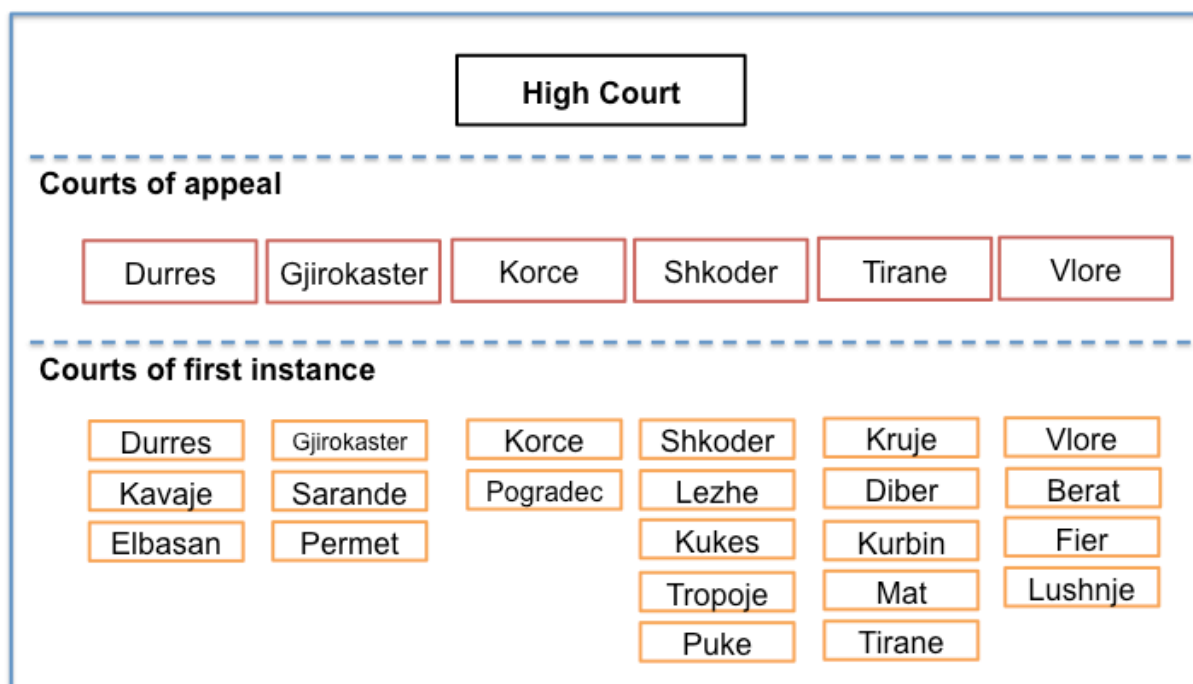 High Court
Courts of appeal
Durres Gjirokaster Korce Shkoder Tirane Vlore
Courts of first instance
Durres Gjirokaster Korce Shkoder Kruje Vlore
Kavaje Sarande Pogradec Lezhe Diber Berat
Elbasan Permet Kukes Kurbin Fier
Tropoje Mat Lushnje
Puke Tirane